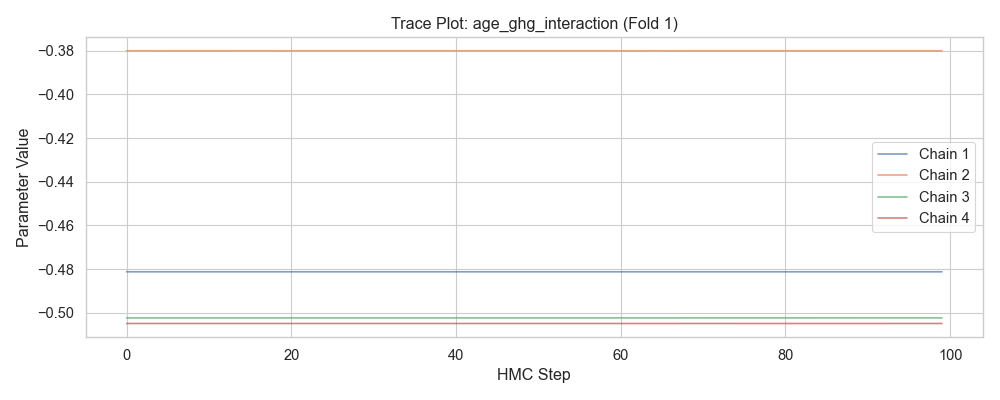 Trace Plot: age_ghg_interaction (Fold 1)
−0.38
−0.40
−0.42
−0.44
−0.46
−0.48
−0.50
Parameter Value
Chain 1
Chain 2
Chain 3
Chain 4
0 20 40 60 80 100
HMC Step